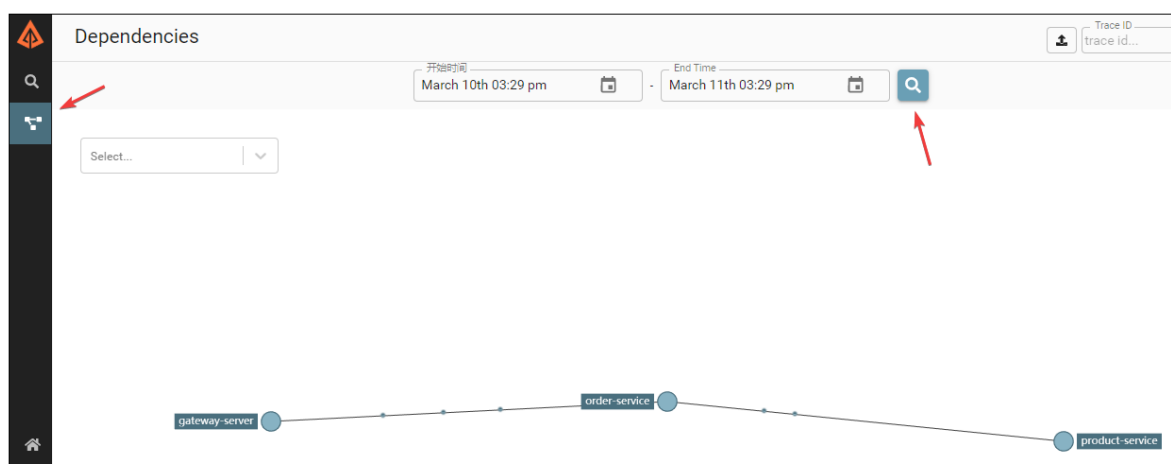 Dependencies
Trace ID
trace id...
开始时间
March 10th 03:29 pm
-
End Time
March 11th 03:29 pm
Select...
order-service
gateway-server
product-service